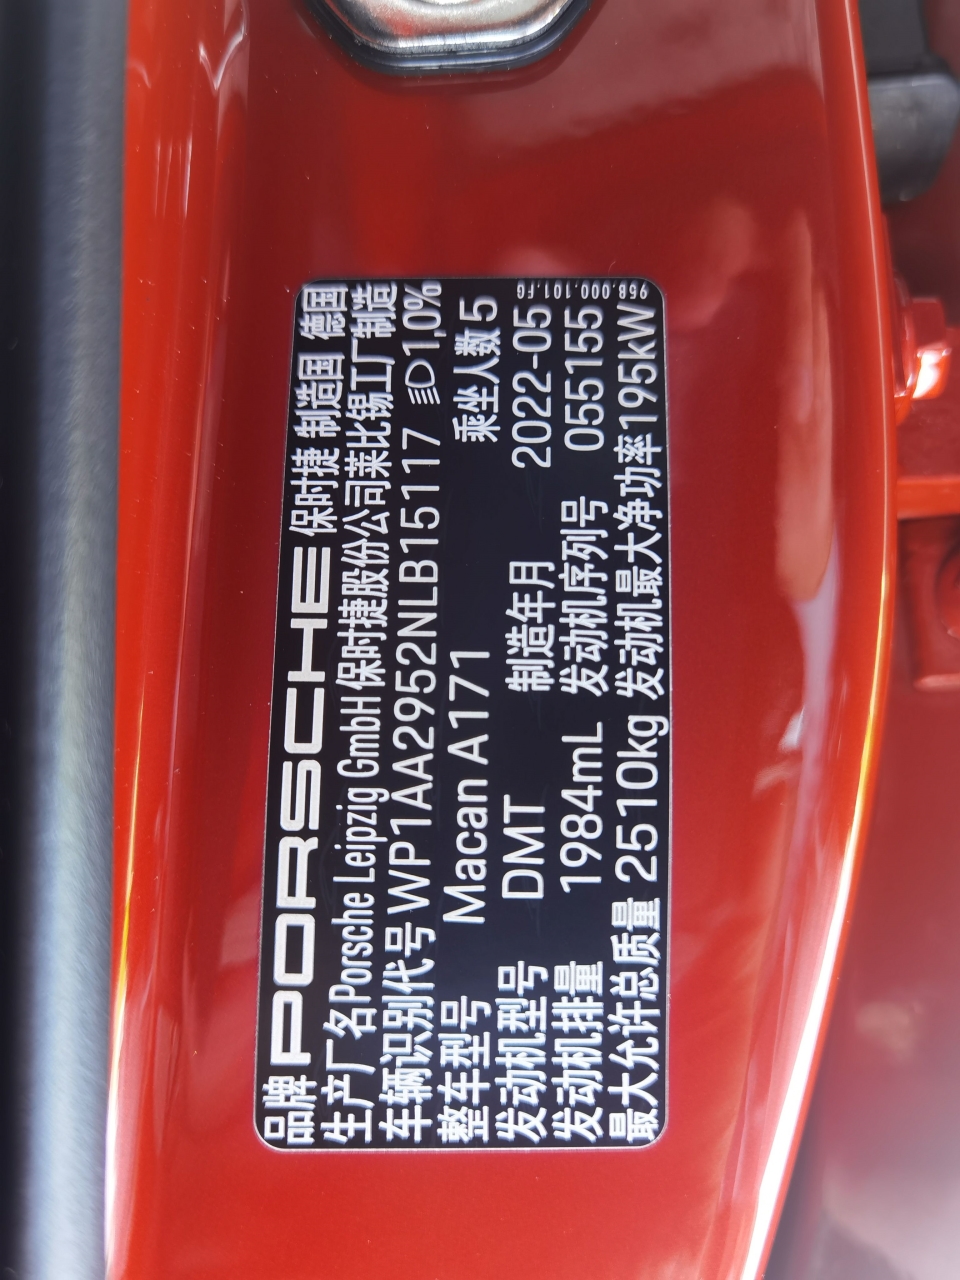 品牌 PORSCHE 保时捷 制造国 德国
生产厂名 Porsche Leipzig GmbH 保时捷股份公司莱比锡工厂制造
车辆识别代号 WP1AA2952NLB15117 1,0%
整车型号 Macan A171 乘坐人数 5
发动机型号 DMT 制造年月 2022-05
发动机排量 1984mL 发动机序列号 055155
最大允许总质量 2510kg 发动机最大净功率 195kW
958.000.101.FG